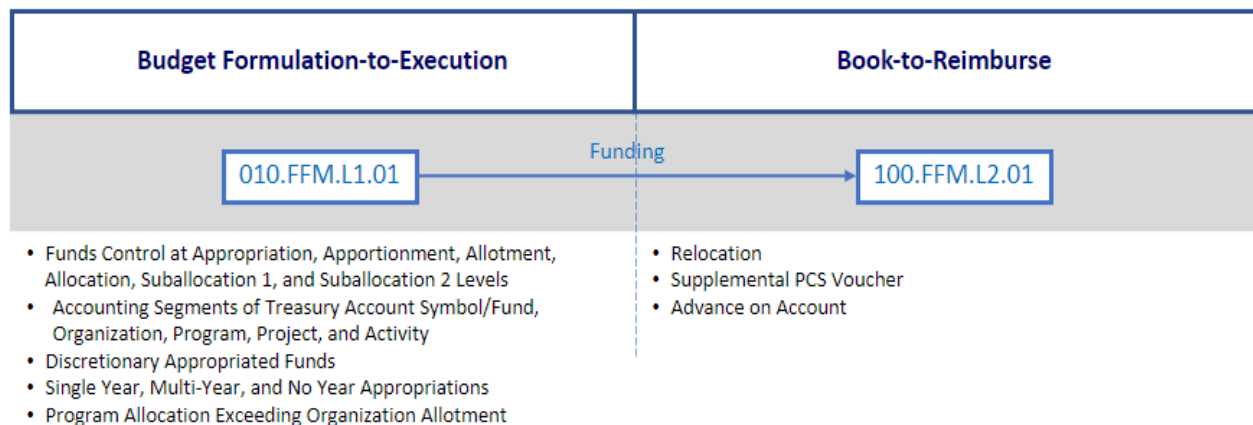 Budget Formulation-to-Execution
Book-to-Reimburse
Funding
010.FFM.L1.01
100.FFM.L2.01
• Funds Control at Appropriation, Apportionment, Allotment,
Allocation, Suballocation 1, and Suballocation 2 Levels
• Accounting Segments of Treasury Account Symbol/Fund,
Organization, Program, Project, and Activity
• Discretionary Appropriated Funds
• Single Year, Multi-Year, and No Year Appropriations
• Program Allocation Exceeding Organization Allotment
• Relocation
• Supplemental PCS Voucher
• Advance on Account